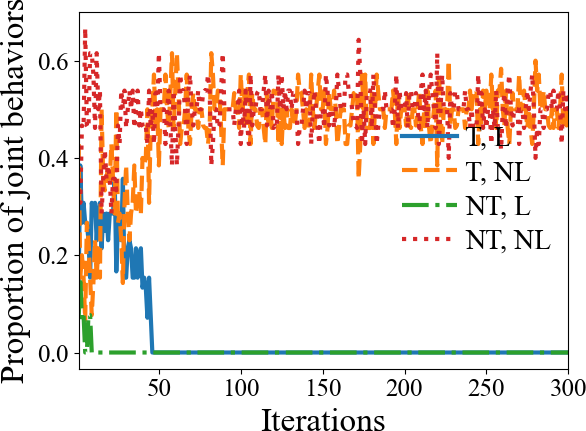 Proportion of joint behaviors
0.6
0.4
0.2
0.0
T, L
T, NL
NT, L
NT, NL
50
100
150
200
250
300
Iterations